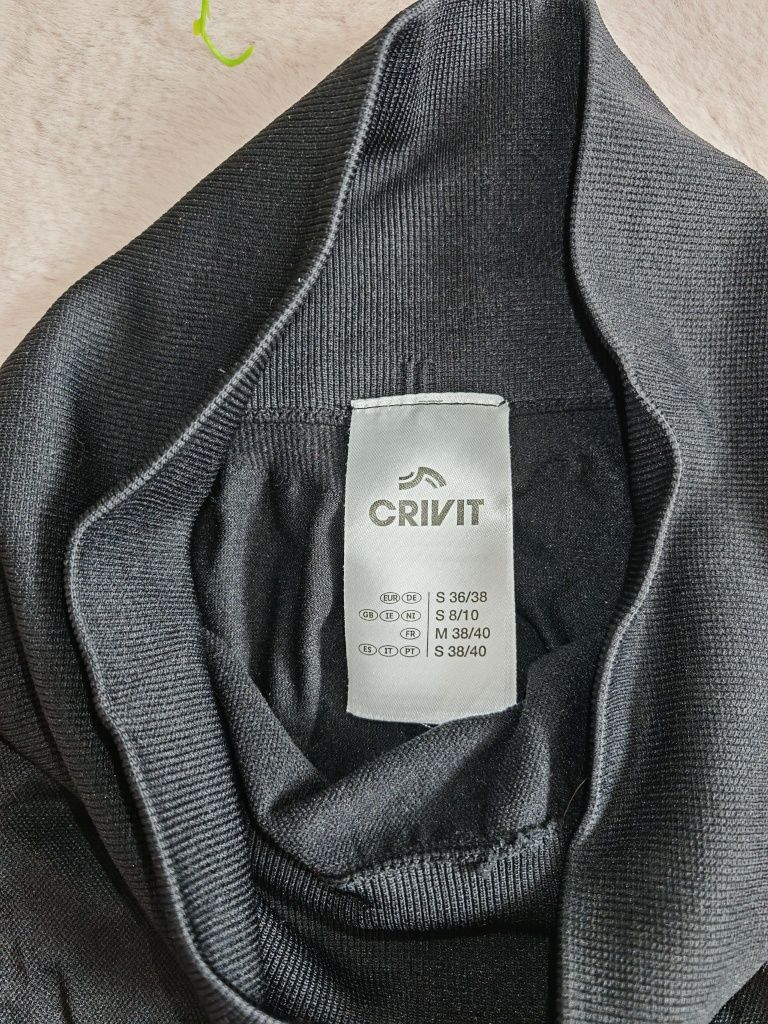 CRIVIT
EUR DE S 36/38
GB IE NI S 8/10
FR M 38/40
ES IT PT S 38/40